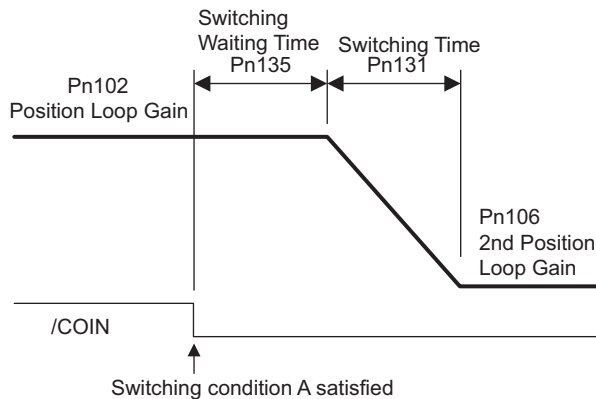 Switching
Waiting Time
Pn135
Switching Time
Pn131
Pn102
Position Loop Gain
Pn106
2nd Position
Loop Gain
/COIN
Switching condition A satisfied